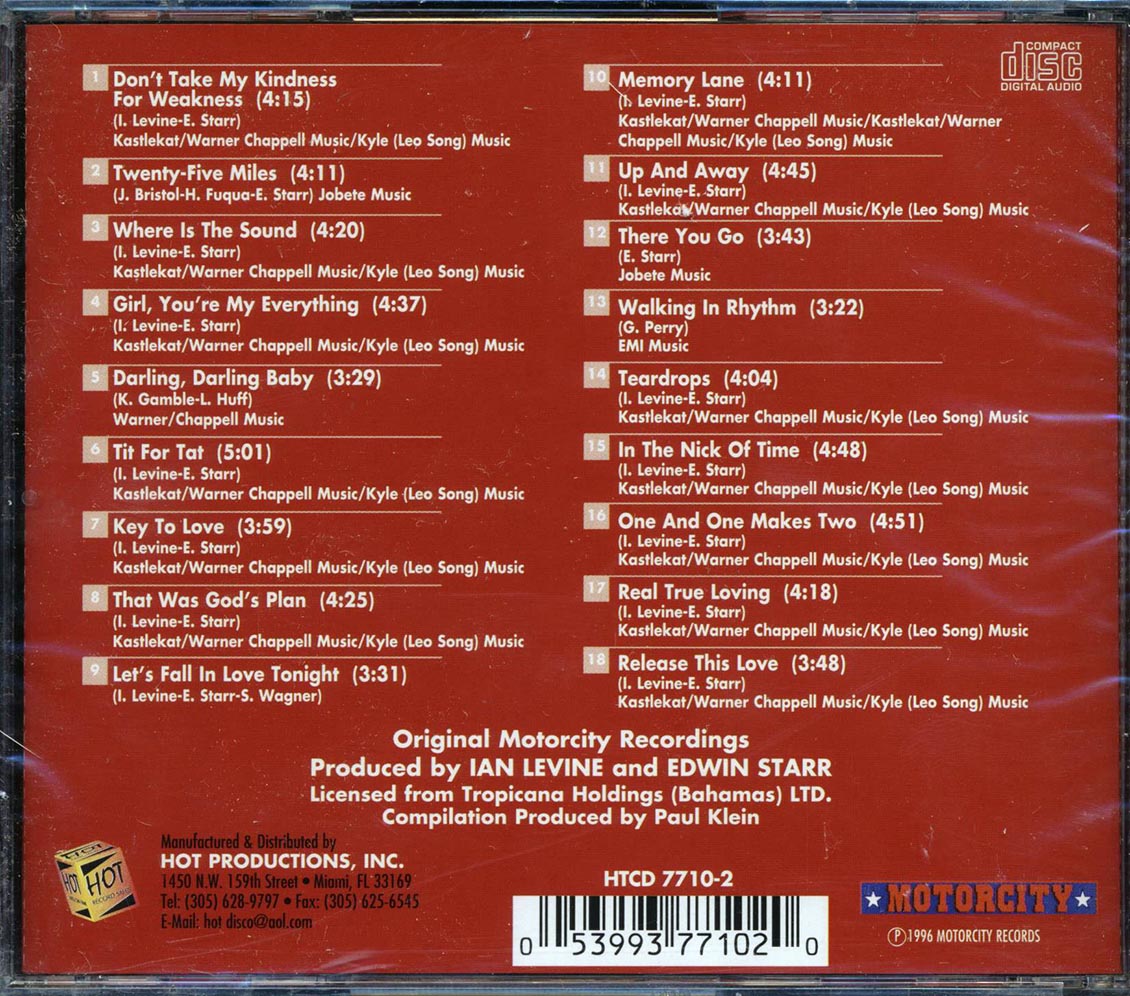 COMPACT
disc
DIGITAL AUDIO
1 Don't Take My Kindness
For Weakness (4:15)
(I. Levine-E. Starr)
Kastlekat/Warner Chappell Music/Kyle (Leo Song) Music
2 Twenty-Five Miles (4:11)
(J. Bristol-H. Fuqua-E. Starr) Jobete Music
3 Where Is The Sound (4:20)
(I. Levine-E. Starr)
Kastlekat/Warner Chappell Music/Kyle (Leo Song) Music
4 Girl, You're My Everything (4:37)
(I. Levine-E. Starr)
Kastlekat/Warner Chappell Music/Kyle (Leo Song) Music
5 Darling, Darling Baby (3:29)
(K. Gamble-L. Huff)
Warner/Chappell Music
6 Tit For Tat (5:01)
(I. Levine-E. Starr)
Kastlekat/Warner Chappell Music/Kyle (Leo Song) Music
7 Key To Love (3:59)
(I. Levine-E. Starr)
Kastlekat/Warner Chappell Music/Kyle (Leo Song) Music
8 That Was God's Plan (4:25)
(I. Levine-E. Starr)
Kastlekat/Warner Chappell Music/Kyle (Leo Song) Music
9 Let's Fall In Love Tonight (3:31)
(I. Levine-E. Starr-S. Wagner)
10 Memory Lane (4:11)
(I. Levine-E. Starr)
Kastlekat/Warner Chappell Music/Kastlekat/Warner
Chappell Music/Kyle (Leo Song) Music
11 Up And Away (4:45)
(I. Levine-E. Starr)
Kastlekat/Warner Chappell Music/Kyle (Leo Song) Music
12 There You Go (3:43)
(E. Starr)
Jobete Music
13 Walking In Rhythm (3:22)
(G. Perry)
EMI Music
14 Teardrops (4:04)
(I. Levine-E. Starr)
Kastlekat/Warner Chappell Music/Kyle (Leo Song) Music
15 In The Nick Of Time (4:48)
(I. Levine-E. Starr)
Kastlekat/Warner Chappell Music/Kyle (Leo Song) Music
16 One And One Makes Two (4:51)
(I. Levine-E. Starr)
Kastlekat/Warner Chappell Music/Kyle (Leo Song) Music
17 Real True Loving (4:18)
(I. Levine-E. Starr)
Kastlekat/Warner Chappell Music/Kyle (Leo Song) Music
18 Release This Love (3:48)
(I. Levine-E. Starr)
Kastlekat/Warner Chappell Music/Kyle (Leo Song) Music
Original Motorcity Recordings
Produced by IAN LEVINE and EDWIN STARR
Licensed from Tropicana Holdings (Bahamas) LTD.
Compilation Produced by Paul Klein
HOT
HOT
Manufactured & Distributed by
HOT PRODUCTIONS, INC.
1450 N.W. 159th Street • Miami, FL 33169
Tel: (305) 628-9797 • Fax: (305) 625-6545
E-Mail: hot disco@aol.com
HTCD 7710-2
0 53993 77102 0
MOTORCITY
℗1996 MOTORCITY RECORDS